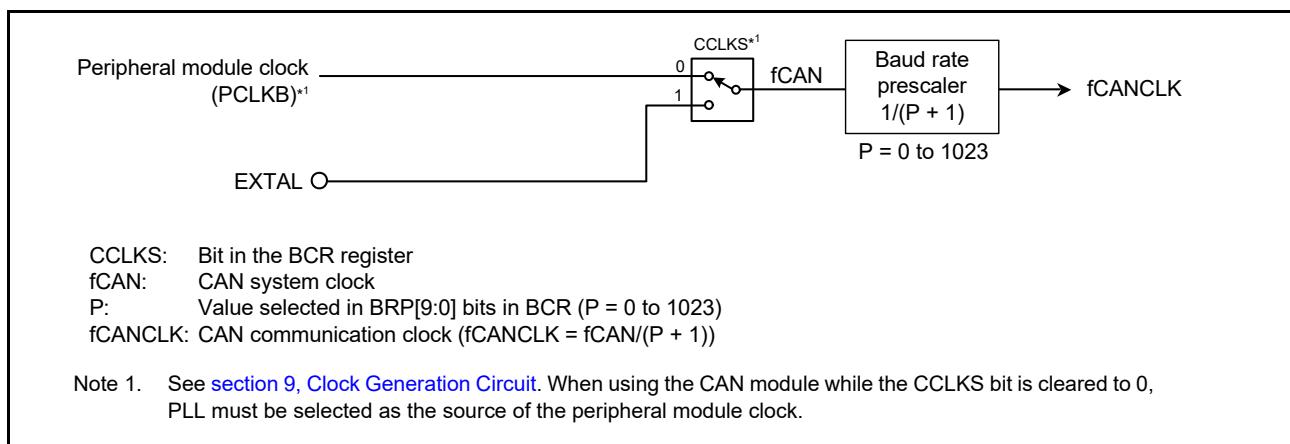 CCLKS*1
Peripheral module clock
(PCLKB)*1
0
1
fCAN
Baud rate
prescaler
1/(P + 1)
fCANCLK
P = 0 to 1023
EXTAL
CCLKS: Bit in the BCR register
fCAN: CAN system clock
P: Value selected in BRP[9:0] bits in BCR (P = 0 to 1023)
fCANCLK: CAN communication clock (fCANCLK = fCAN/(P + 1))
Note 1. See section 9, Clock Generation Circuit. When using the CAN module while the CCLKS bit is cleared to 0,
PLL must be selected as the source of the peripheral module clock.